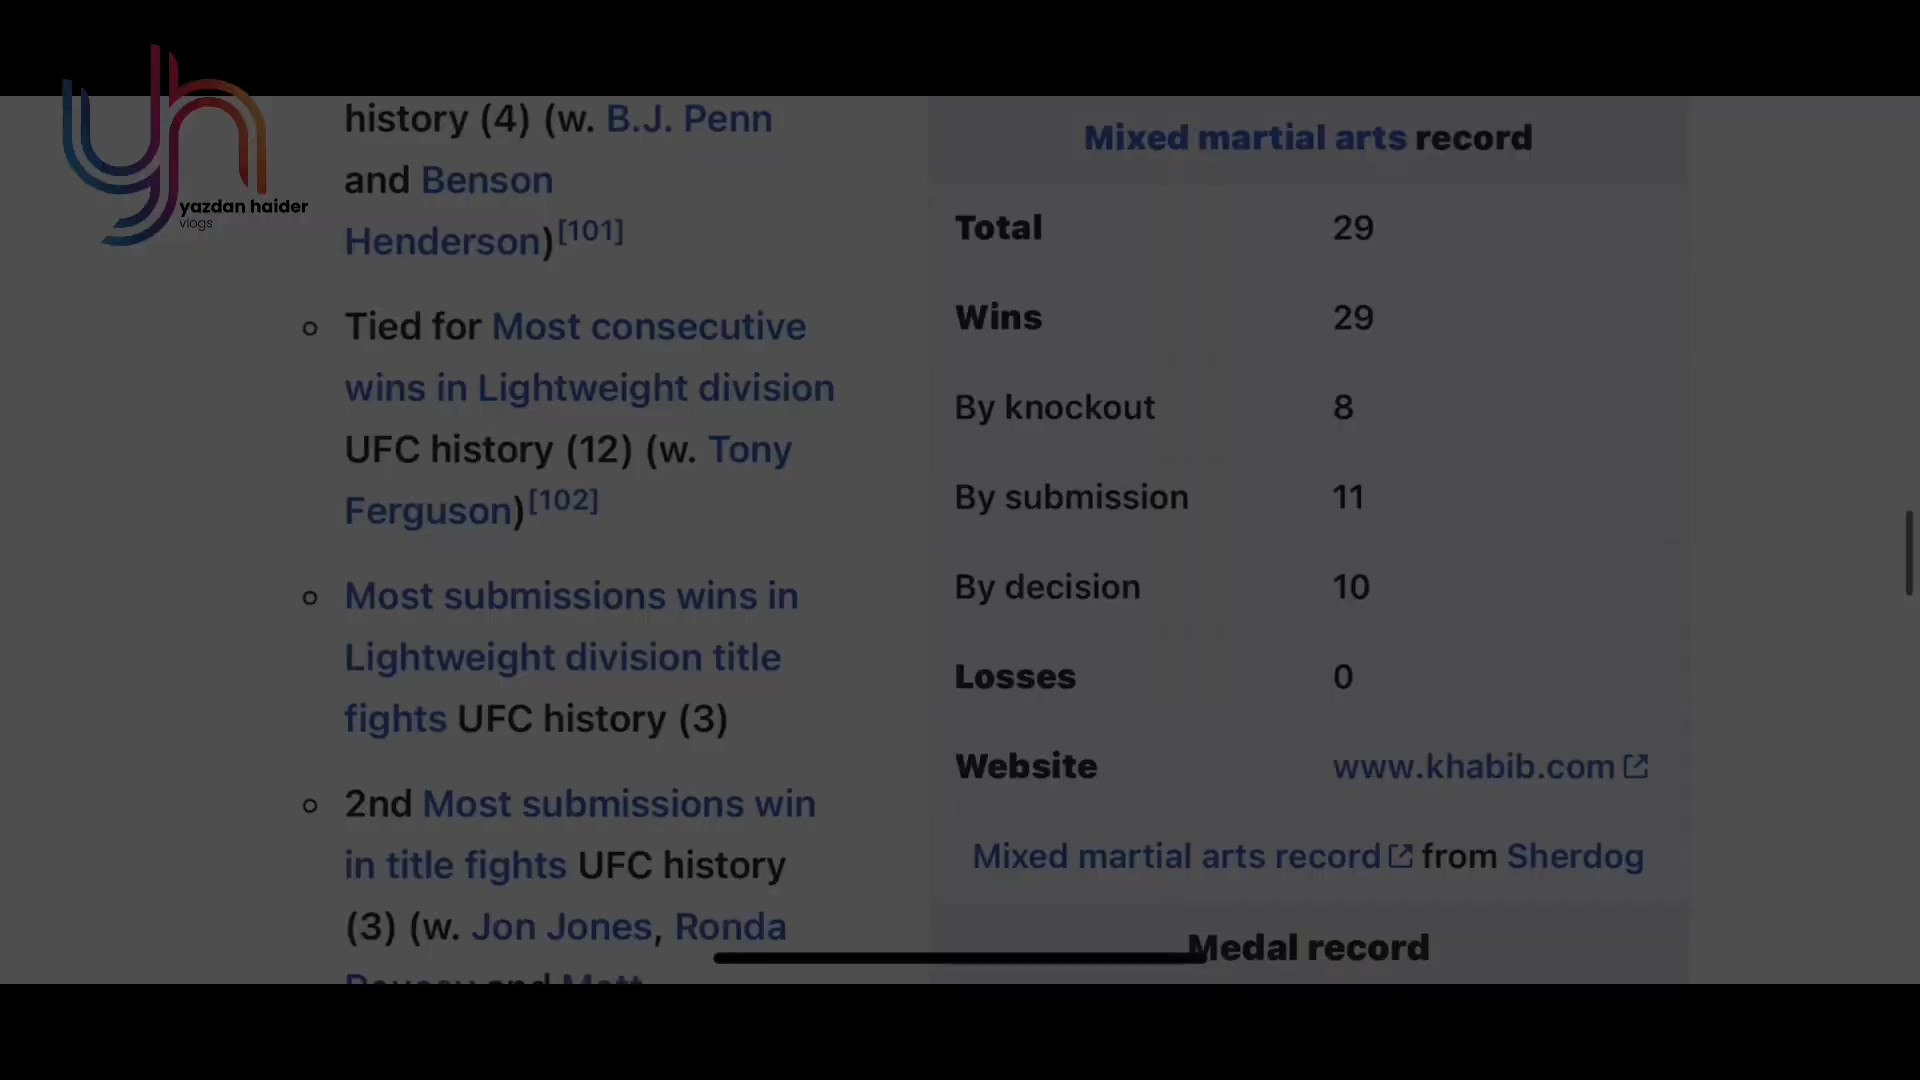 yazdan haider
vlogs
history (4) (w. B.J. Penn
and Benson
Henderson)[101]
Tied for Most consecutive
wins in Lightweight division
UFC history (12) (w. Tony
Ferguson)[102]
Most submissions wins in
Lightweight division title
fights UFC history (3)
2nd Most submissions win
in title fights UFC history
(3) (w. Jon Jones, Ronda
Mixed martial arts record
Total 29
Wins 29
By knockout 8
By submission 11
By decision 10
Losses 0
Website www.khabib.com
Mixed martial arts record from Sherdog
Medal record